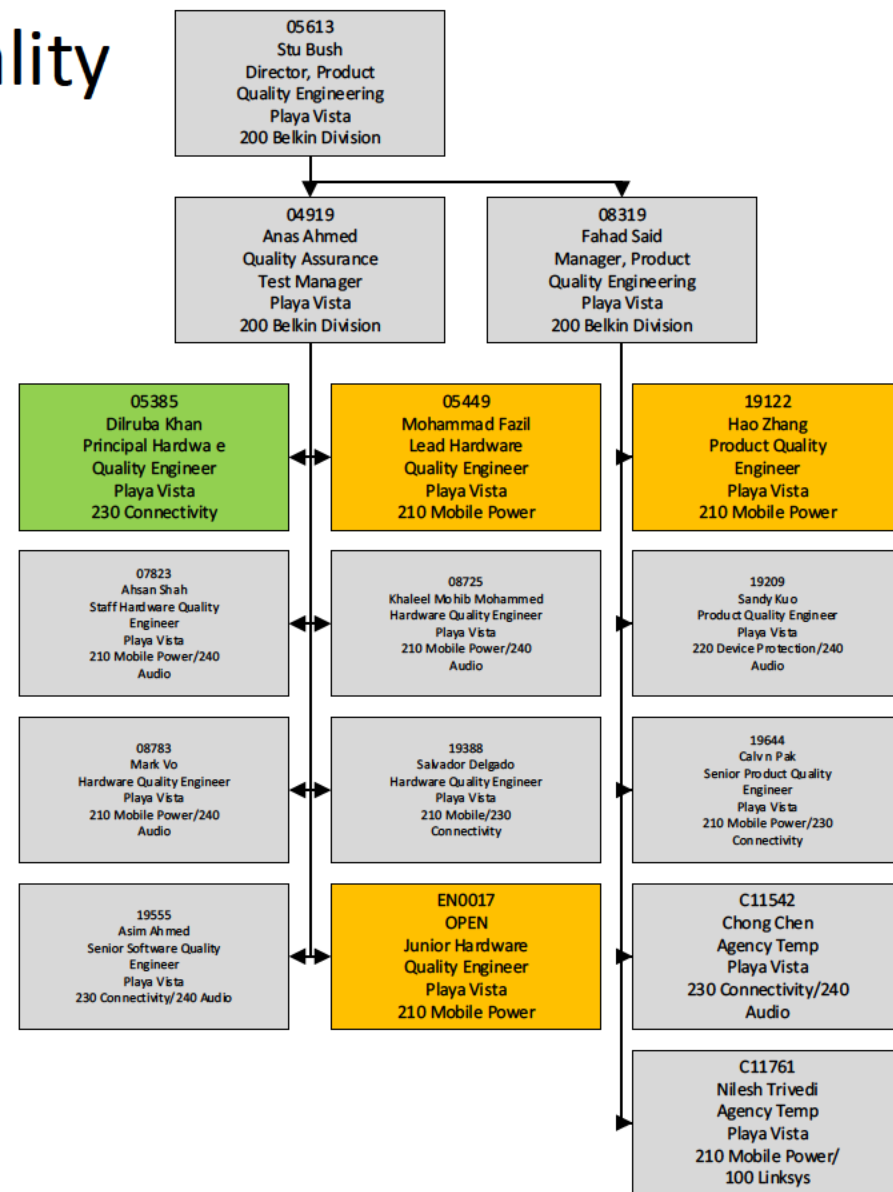 ality
05613
Stu Bush
Director, Product
Quality Engineering
Playa Vista
200 Belkin Division
04919
Anas Ahmed
Quality Assurance
Test Manager
Playa Vista
200 Belkin Division
08319
Fahad Said
Manager, Product
Quality Engineering
Playa Vista
200 Belkin Division
05385
Dilruba Khan
Principal Hardwa e
Quality Engineer
Playa Vista
230 Connectivity
05449
Mohammad Fazil
Lead Hardware
Quality Engineer
Playa Vista
210 Mobile Power
19122
Hao Zhang
Product Quality
Engineer
Playa Vista
210 Mobile Power
07823
Ahsan Shah
Staff Hardware Quality
Engineer
Playa Vista
210 Mobile Power/240
Audio
08725
Khaleel Mohib Mohammed
Hardware Quality Engineer
Playa Vista
210 Mobile Power/240
Audio
19209
Sandy Kuo
Product Quality Engineer
Playa Vista
220 Device Protection/240
Audio
08783
Mark Vo
Hardware Quality Engineer
Playa Vista
210 Mobile Power/240
Audio
19388
Salvador Delgado
Hardware Quality Engineer
Playa Vista
210 Mobile/230
Connectivity
19644
Calv n Pak
Senior Product Quality
Engineer
Playa Vista
210 Mobile Power/230
Connectivity
19555
Asim Ahmed
Senior Software Quality
Engineer
Playa Vista
230 Connectivity/240 Audio
EN0017
OPEN
Junior Hardware
Quality Engineer
Playa Vista
210 Mobile Power
C11542
Chong Chen
Agency Temp
Playa Vista
230 Connectivity/240
Audio
C11761
Nilesh Trivedi
Agency Temp
Playa Vista
210 Mobile Power/
100 Linksys